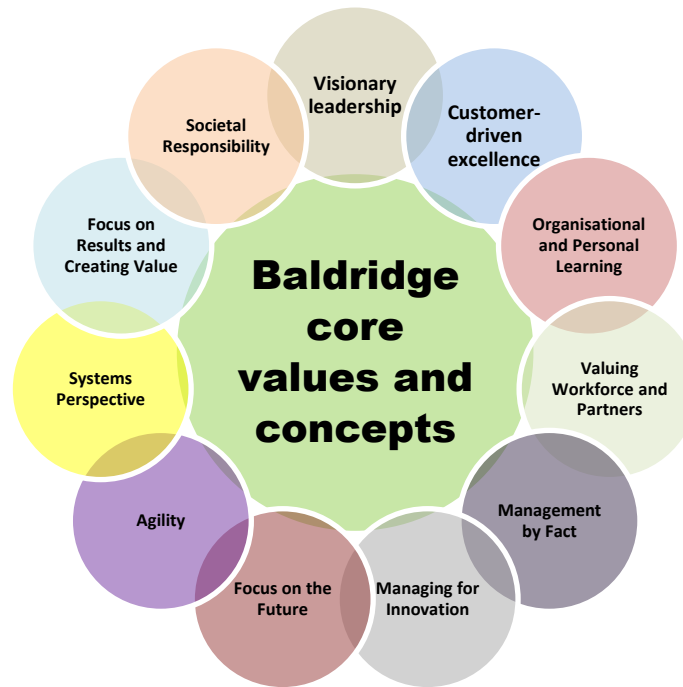 Baldridge
core
values and
concepts
Visionary
leadership
Customer-
driven
excellence
Organisational
and Personal
Learning
Valuing
Workforce and
Partners
Management
by Fact
Managing for
Innovation
Focus on the
Future
Agility
Systems
Perspective
Focus on
Results and
Creating Value
Societal
Responsibility